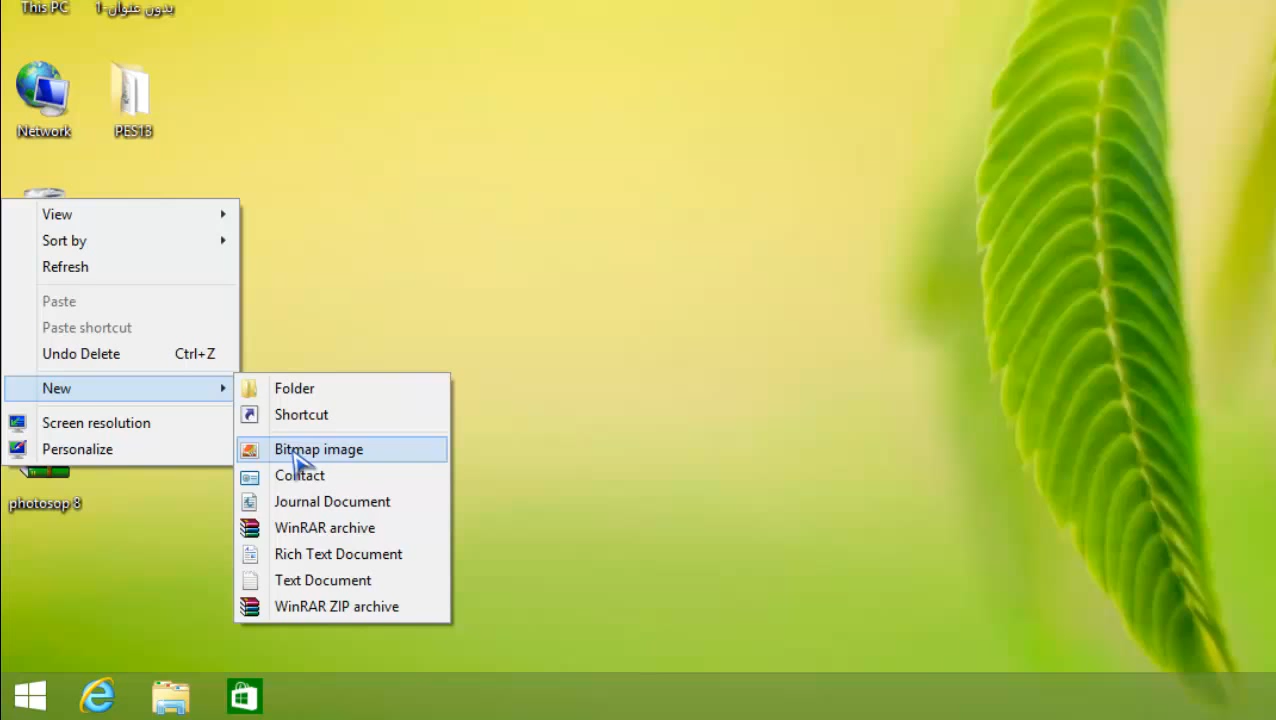 This PC
بدون عنوان-1
Network
PES13
View
Sort by
Refresh
Paste
Paste shortcut
Undo Delete Ctrl+Z
New
Screen resolution
Personalize
Folder
Shortcut
Bitmap image
Contact
Journal Document
WinRAR archive
Rich Text Document
Text Document
WinRAR ZIP archive
photosop 8